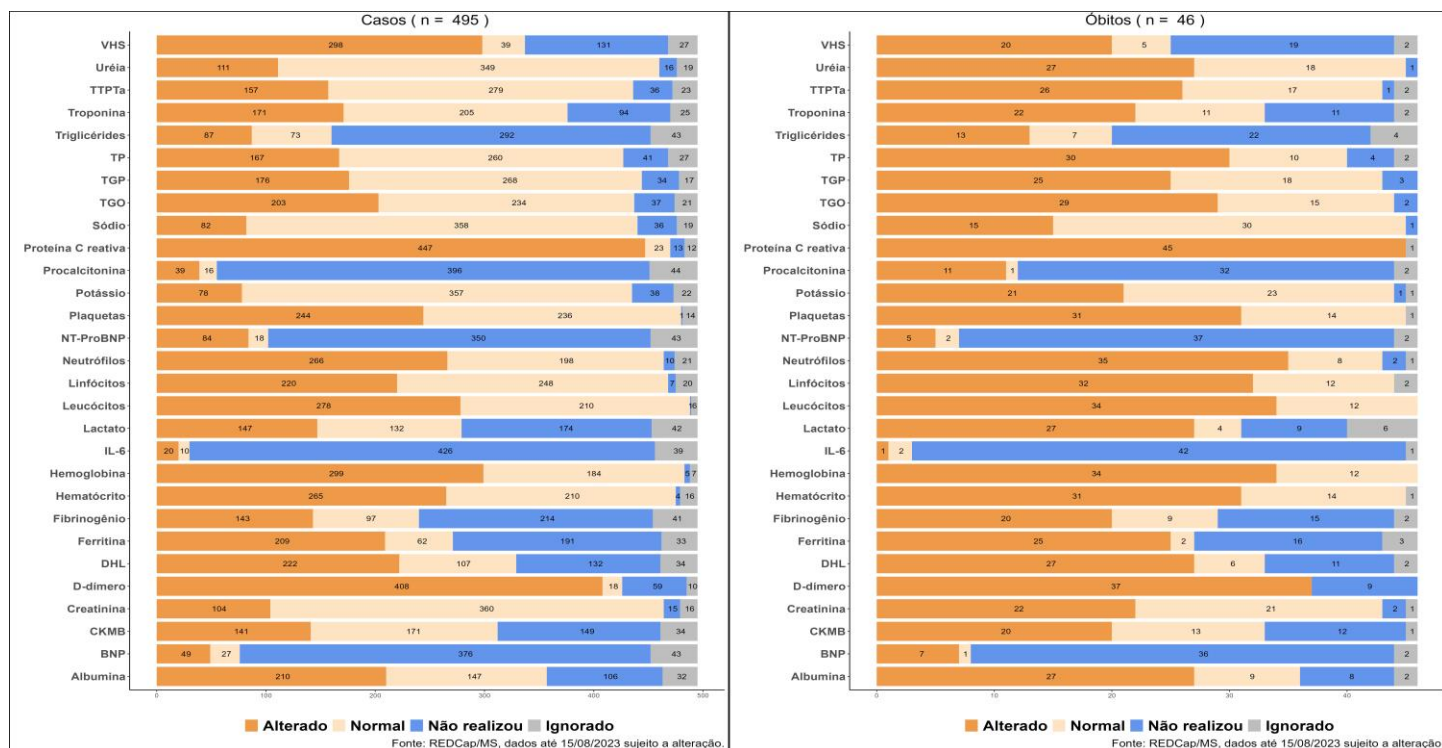 Casos ( n = 495)
VHS 298 39 131 27
Uréia 111 349 16 19
TTPTa 157 279 36 23
Troponina 171 205 94 25
Triglicérides 87 73 292 43
TP 167 260 41 27
TGP 176 268 34 17
TGO 203 234 37 21
Sódio 82 358 36 19
Proteína C reativa 447 23 13 12
Procalcitonina 39 16 396 44
Potássio 78 357 38 22
Plaquetas 244 236 1 14
NT-ProBNP 84 18 350 43
Neutrófilos 266 198 10 21
Linfócitos 220 248 7 20
Leucócitos 278 210 16
Lactato 147 132 174 42
IL-6 20 10 426 39
Hemoglobina 299 184 5 7
Hematócrito 265 210 4 16
Fibrinogênio 143 97 214 41
Ferritina 209 62 191 33
DHL 222 107 132 34
D-dímero 408 18 59 10
Creatinina 104 360 15 16
CKMB 141 171 149 34
BNP 49 27 376 43
Albumina 210 147 106 32
0 100 200 300 400 500
Alterado Normal Não realizou Ignorado
Fonte: REDCap/MS, dados até 15/08/2023 sujeito a alteração.
Óbitos ( n = 46 )
VHS 20 5 19 2
Uréia 27 18 1
TTPTa 26 17 1 2
Troponina 22 11 11 2
Triglicérides 13 7 22 4
TP 30 10 4 2
TGP 25 18 3
TGO 29 15 2
Sódio 15 30 1
Proteína C reativa 45 1
Procalcitonina 11 1 32 2
Potássio 21 23 1 1
Plaquetas 31 14 1
NT-ProBNP 5 2 37 2
Neutrófilos 35 8 2 1
Linfócitos 32 12 2
Leucócitos 34 12
Lactato 27 4 9 6
IL-6 1 2 42 1
Hemoglobina 34 12
Hematócrito 31 14 1
Fibrinogênio 20 9 15 2
Ferritina 25 2 16 3
DHL 27 6 11 2
D-dímero 37 9
Creatinina 22 21 2 1
CKMB 20 13 12 1
BNP 7 1 36 2
Albumina 27 9 8 2
0 20 40
Alterado Normal Não realizou Ignorado
Fonte: REDCap/MS, dados até 15/08/2023 sujeito a alteração.